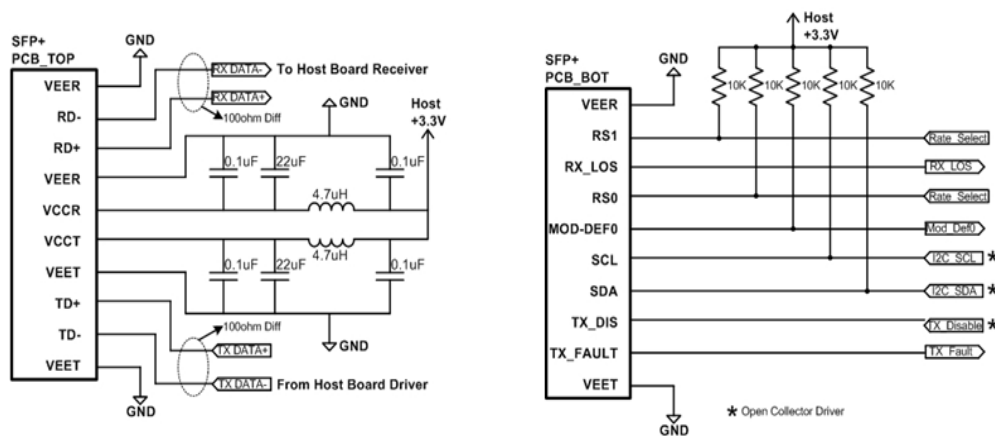 SFP+
PCB_TOP
GND
VEER
RX DATA-
To Host Board Receiver
RD-
RX DATA+
100ohm Diff
RD+
GND
Host
+3.3V
VEER
0.1uF
22uF
0.1uF
4.7uH
VCCR
VCCT
4.7uH
0.1uF
22uF
0.1uF
VEET
TD+
100ohm Diff
GND
TD-
TX DATA+
VEET
TX DATA-
From Host Board Driver
GND
Host
+3.3V
SFP+
PCB_BOT
GND
10K
10K
10K
10K
10K
VEER
RS1
Rate_Select
RX_LOS
RX_LOS
RS0
Rate_Select
MOD-DEF0
Mod_Def0
SCL
I2C_SCL *
SDA
I2C_SDA *
TX_DIS
TX_Disable *
TX_FAULT
TX_Fault
VEET
GND
* Open Collector Driver